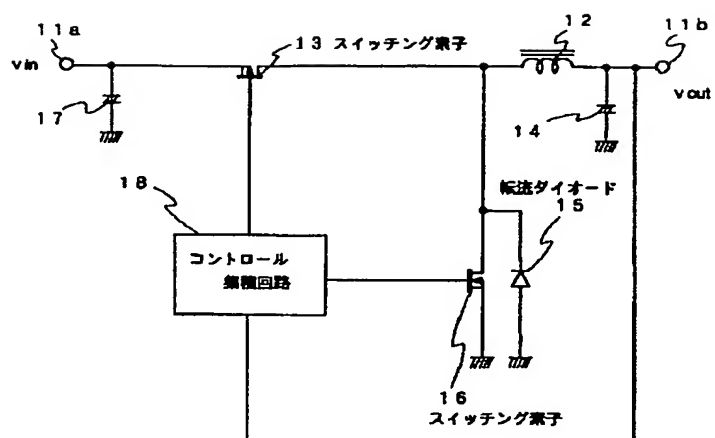 11a
vin
17
13 スイッチング素子
12
11b
vout
14
18
コントロール
集積回路
転流ダイオード
15
16
スイッチング素子